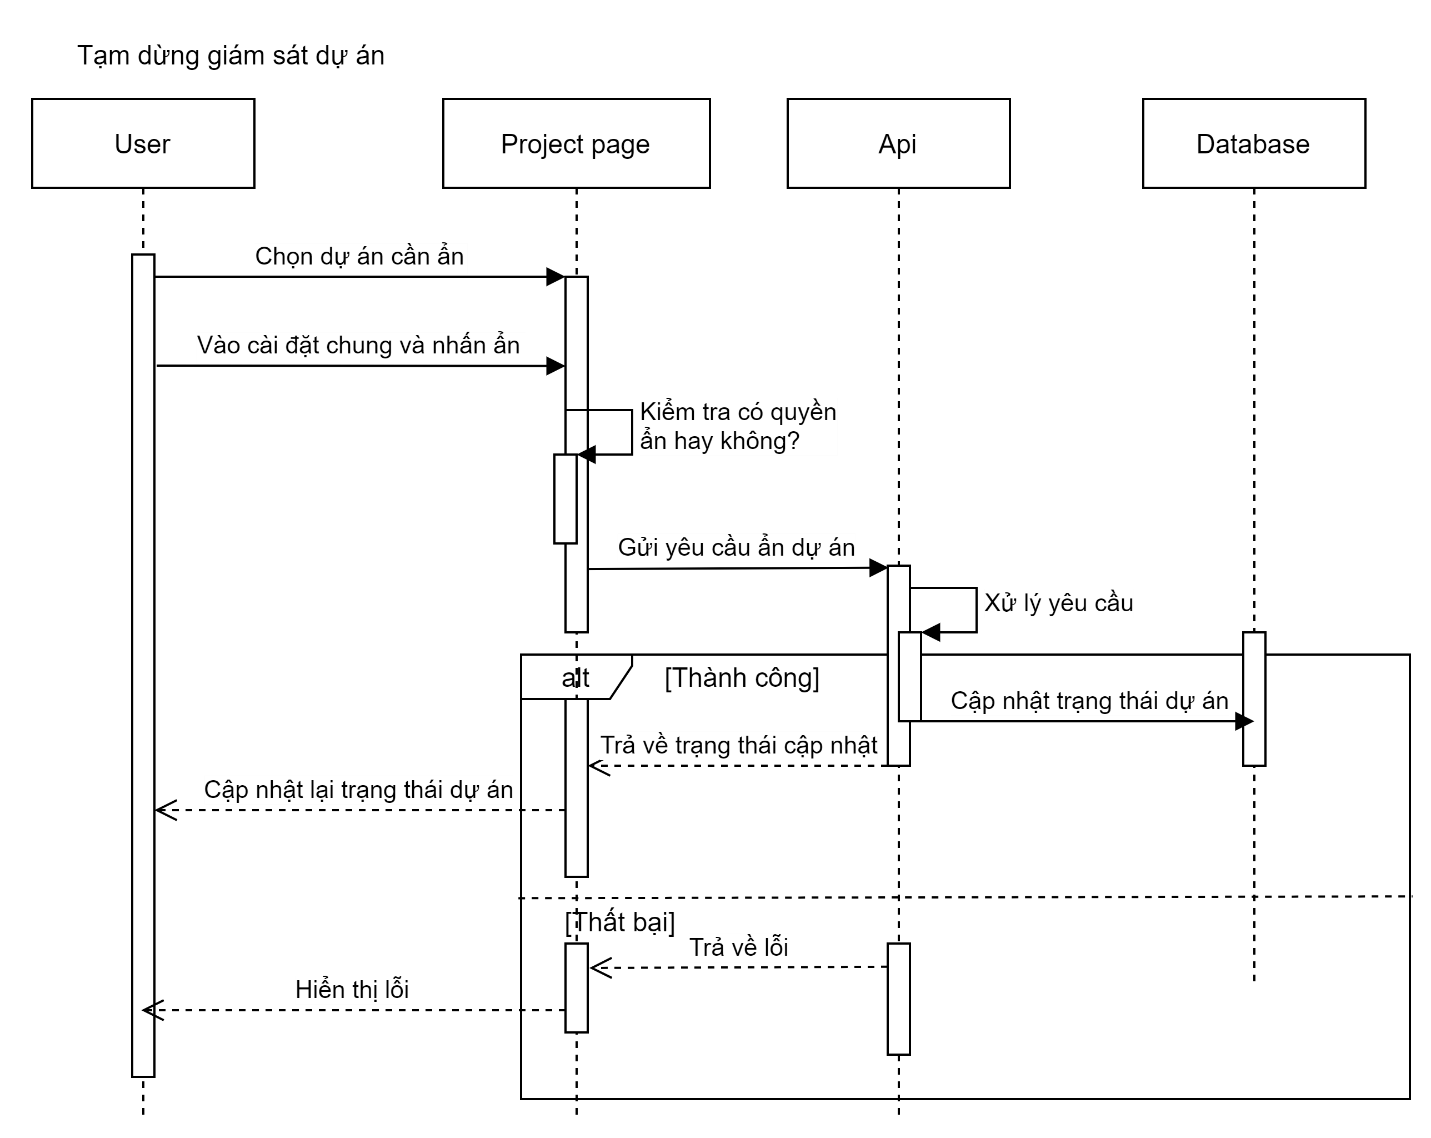 Tạm dừng giám sát dự án
User
Project page
Api
Database
Chọn dự án cần ẩn
Vào cài đặt chung và nhấn ẩn
Kiểm tra có quyền
ẩn hay không?
Gửi yêu cầu ẩn dự án
Xử lý yêu cầu
alt
[Thành công]
Cập nhật trạng thái dự án
Trả về trạng thái cập nhật
Cập nhật lại trạng thái dự án
[Thất bại]
Trả về lỗi
Hiển thị lỗi